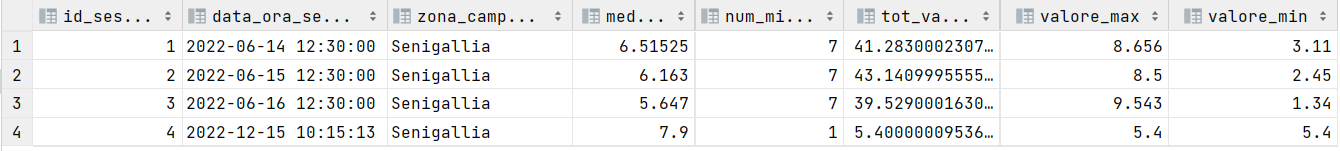 id_ses... data_ora_se... zona_camp... med... num_mi... tot_va... valore_max valore_min
1 1 2022-06-14 12:30:00 Senigallia 6.51525 7 41.2830002307… 8.656 3.11
2 2 2022-06-15 12:30:00 Senigallia 6.163 7 43.1409995555… 8.5 2.45
3 3 2022-06-16 12:30:00 Senigallia 5.647 7 39.5290001630… 9.543 1.34
4 4 2022-12-15 10:15:13 Senigallia 7.9 1 5.40000009536… 5.4 5.4